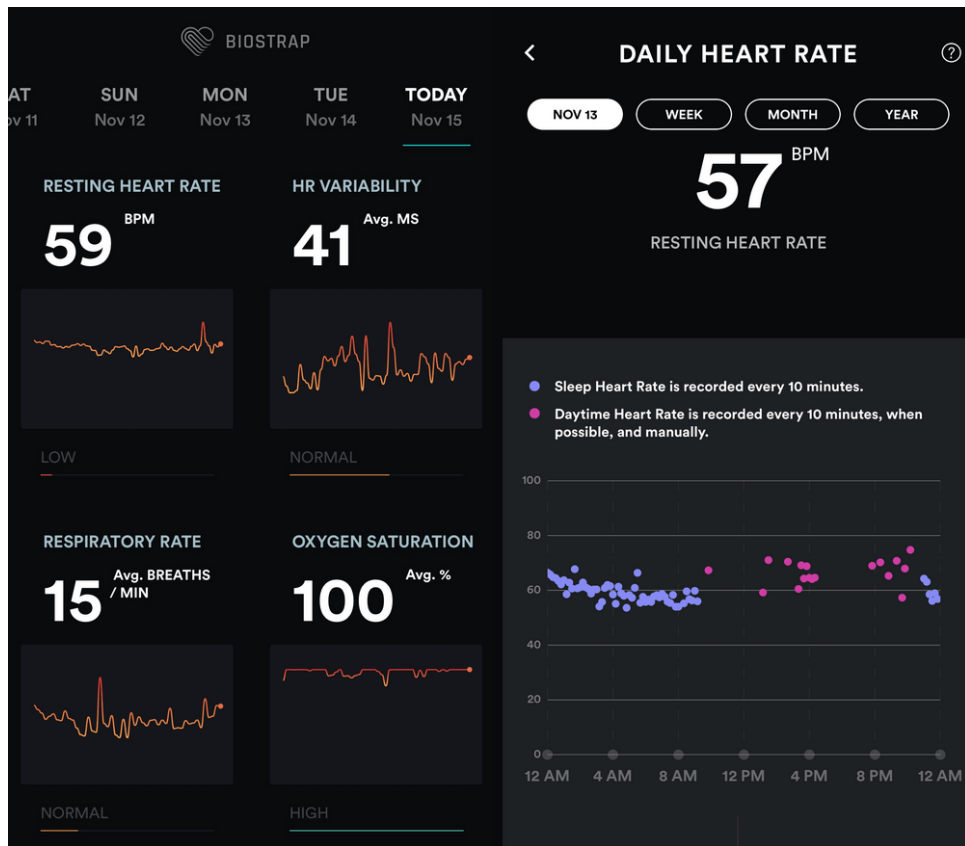 BIOSTRAP
AT SUN MON TUE TODAY
ov 11 Nov 12 Nov 13 Nov 14 Nov 15
RESTING HEART RATE
59 BPM
LOW
HR VARIABILITY
41 Avg. MS
NORMAL
RESPIRATORY RATE
15 Avg. BREATHS
/ MIN
NORMAL
OXYGEN SATURATION
100 Avg. %
HIGH
< DAILY HEART RATE ?
NOV 13 WEEK MONTH YEAR
57 BPM
RESTING HEART RATE
Sleep Heart Rate is recorded every 10 minutes.
Daytime Heart Rate is recorded every 10 minutes, when
possible, and manually.
100
80
60
40
20
0
12 AM 4 AM 8 AM 12 PM 4 PM 8 PM 12 AM